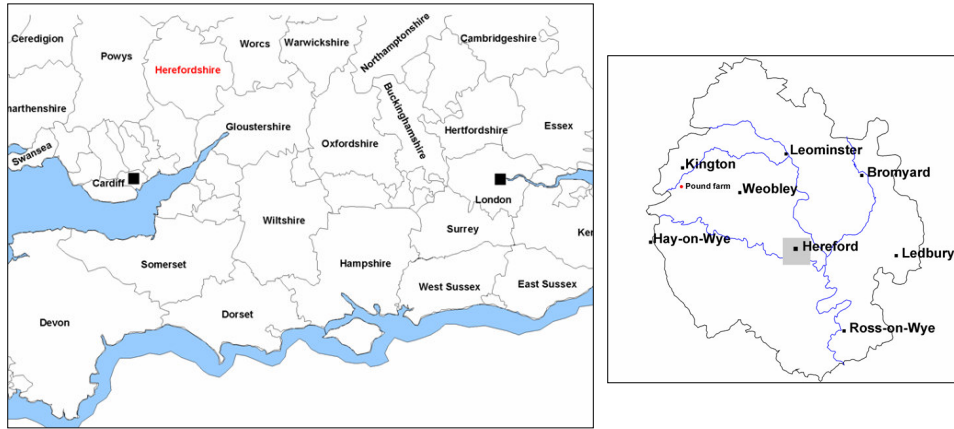 Ceredigion
Powys
Worcs
Warwickshire
Northamptonshire
Cambridgeshire
Herefordshire
Buckinghamshire
marthenshire
Gloustershire
Oxfordshire
Hertfordshire
Essex
Swansea
Cardiff
London
Wiltshire
Surrey
Ker
Somerset
Hampshire
West Sussex
East Sussex
Devon
Dorset
Leominster
Kington
Bromyard
Pound farm
Weobley
Hay-on-Wye
Hereford
Ledbury
Ross-on-Wye